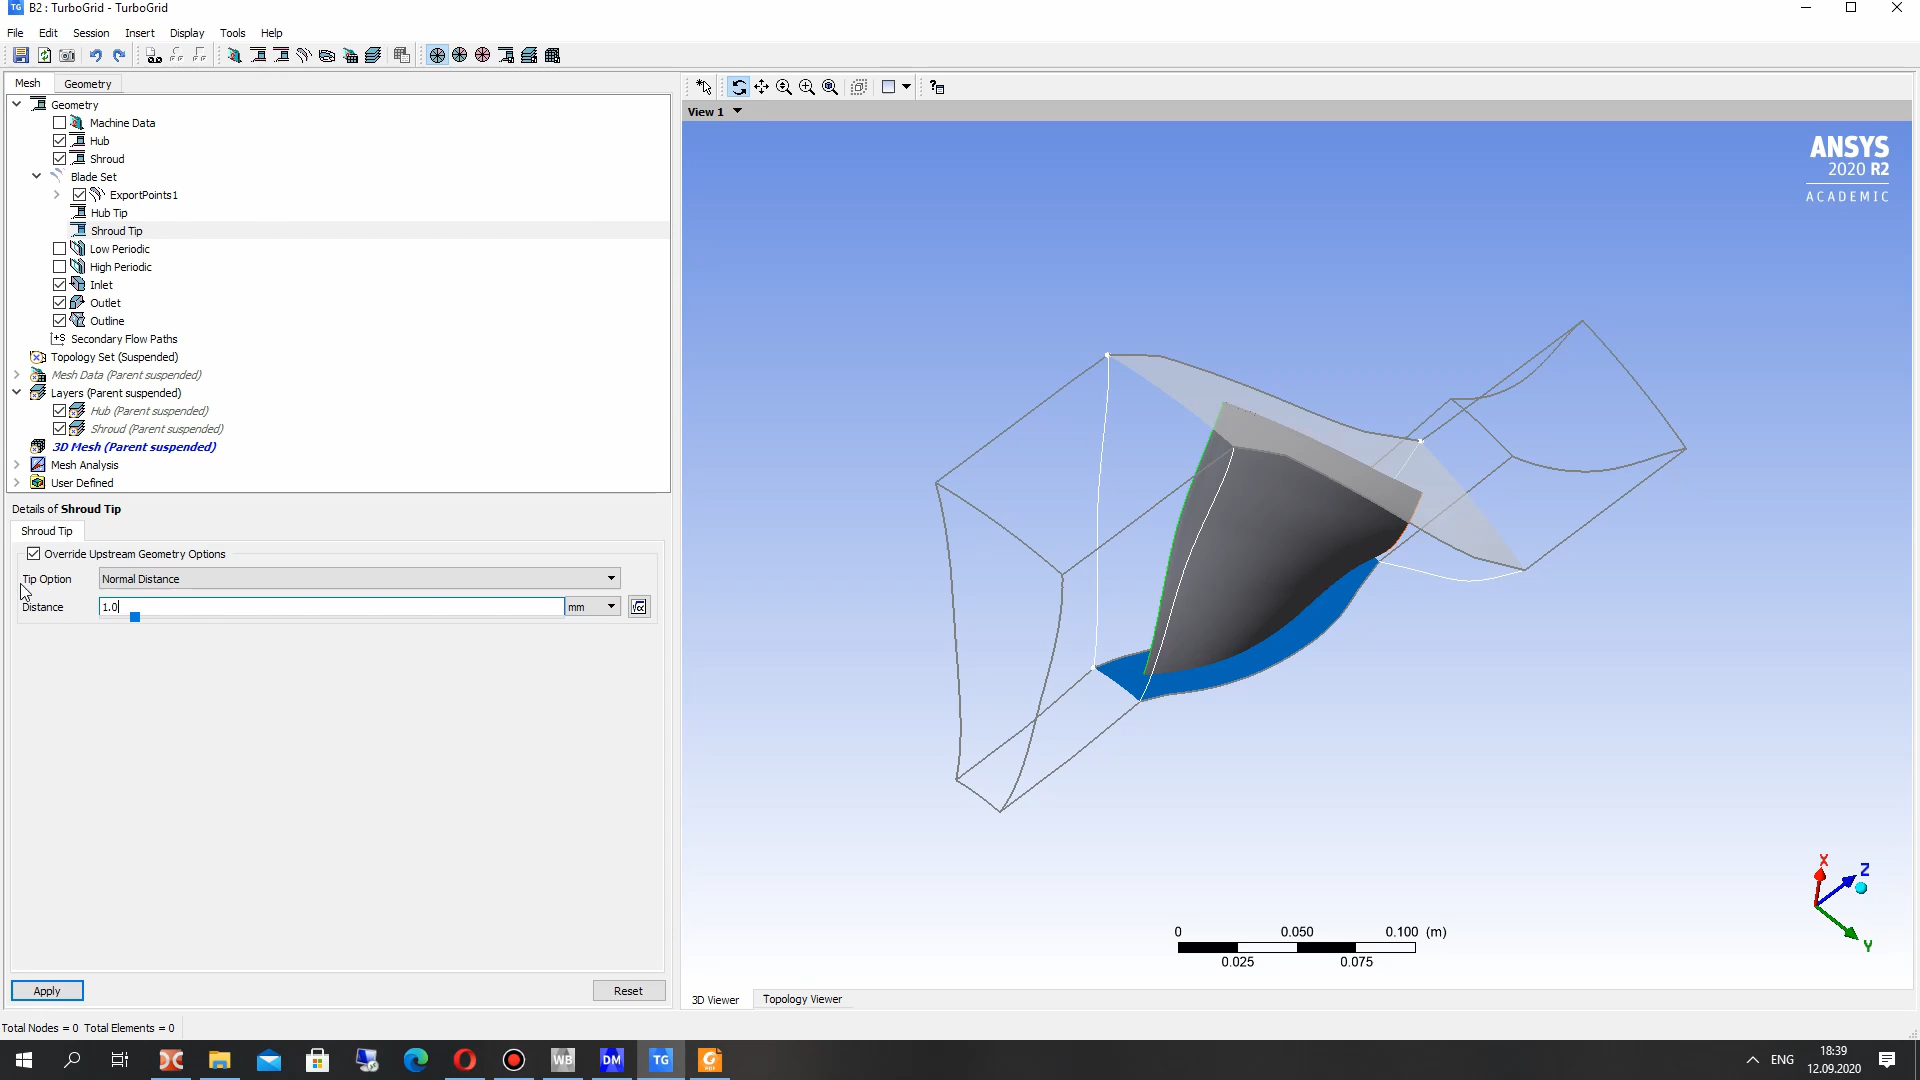 TG B2 : TurboGrid - TurboGrid
File Edit Session Insert Display Tools Help
Mesh Geometry
Geometry
Machine Data
Hub
Shroud
Blade Set
ExportPoints1
Hub Tip
Shroud Tip
Low Periodic
High Periodic
Inlet
Outlet
Outline
Secondary Flow Paths
Topology Set (Suspended)
Mesh Data (Parent suspended)
Layers (Parent suspended)
Hub (Parent suspended)
Shroud (Parent suspended)
3D Mesh (Parent suspended)
Mesh Analysis
User Defined
Details of Shroud Tip
Shroud Tip
Override Upstream Geometry Options
Tip Option Normal Distance
Distance 1.0 mm
Apply Reset
Total Nodes = 0 Total Elements = 0
View 1
ANSYS
2020 R2
ACADEMIC
X
Z
Y
0 0.050 0.100 (m)
0.025 0.075
3D Viewer Topology Viewer
WB DM TG
ENG
18:39
12.09.2020